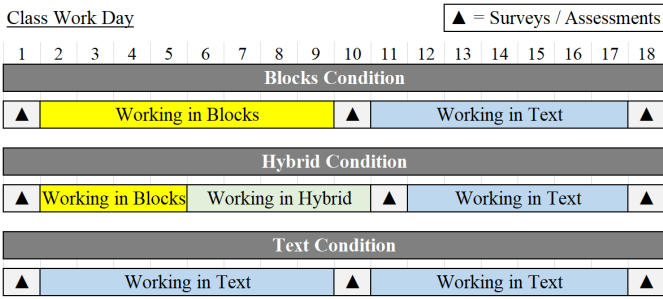 Class Work Day
▲ = Surveys / Assessments
1 2 3 4 5 6 7 8 9 10 11 12 13 14 15 16 17 18
Blocks Condition
▲ Working in Blocks ▲ Working in Text ▲
Hybrid Condition
▲ Working in Blocks Working in Hybrid ▲ Working in Text ▲
Text Condition
▲ Working in Text ▲ Working in Text ▲